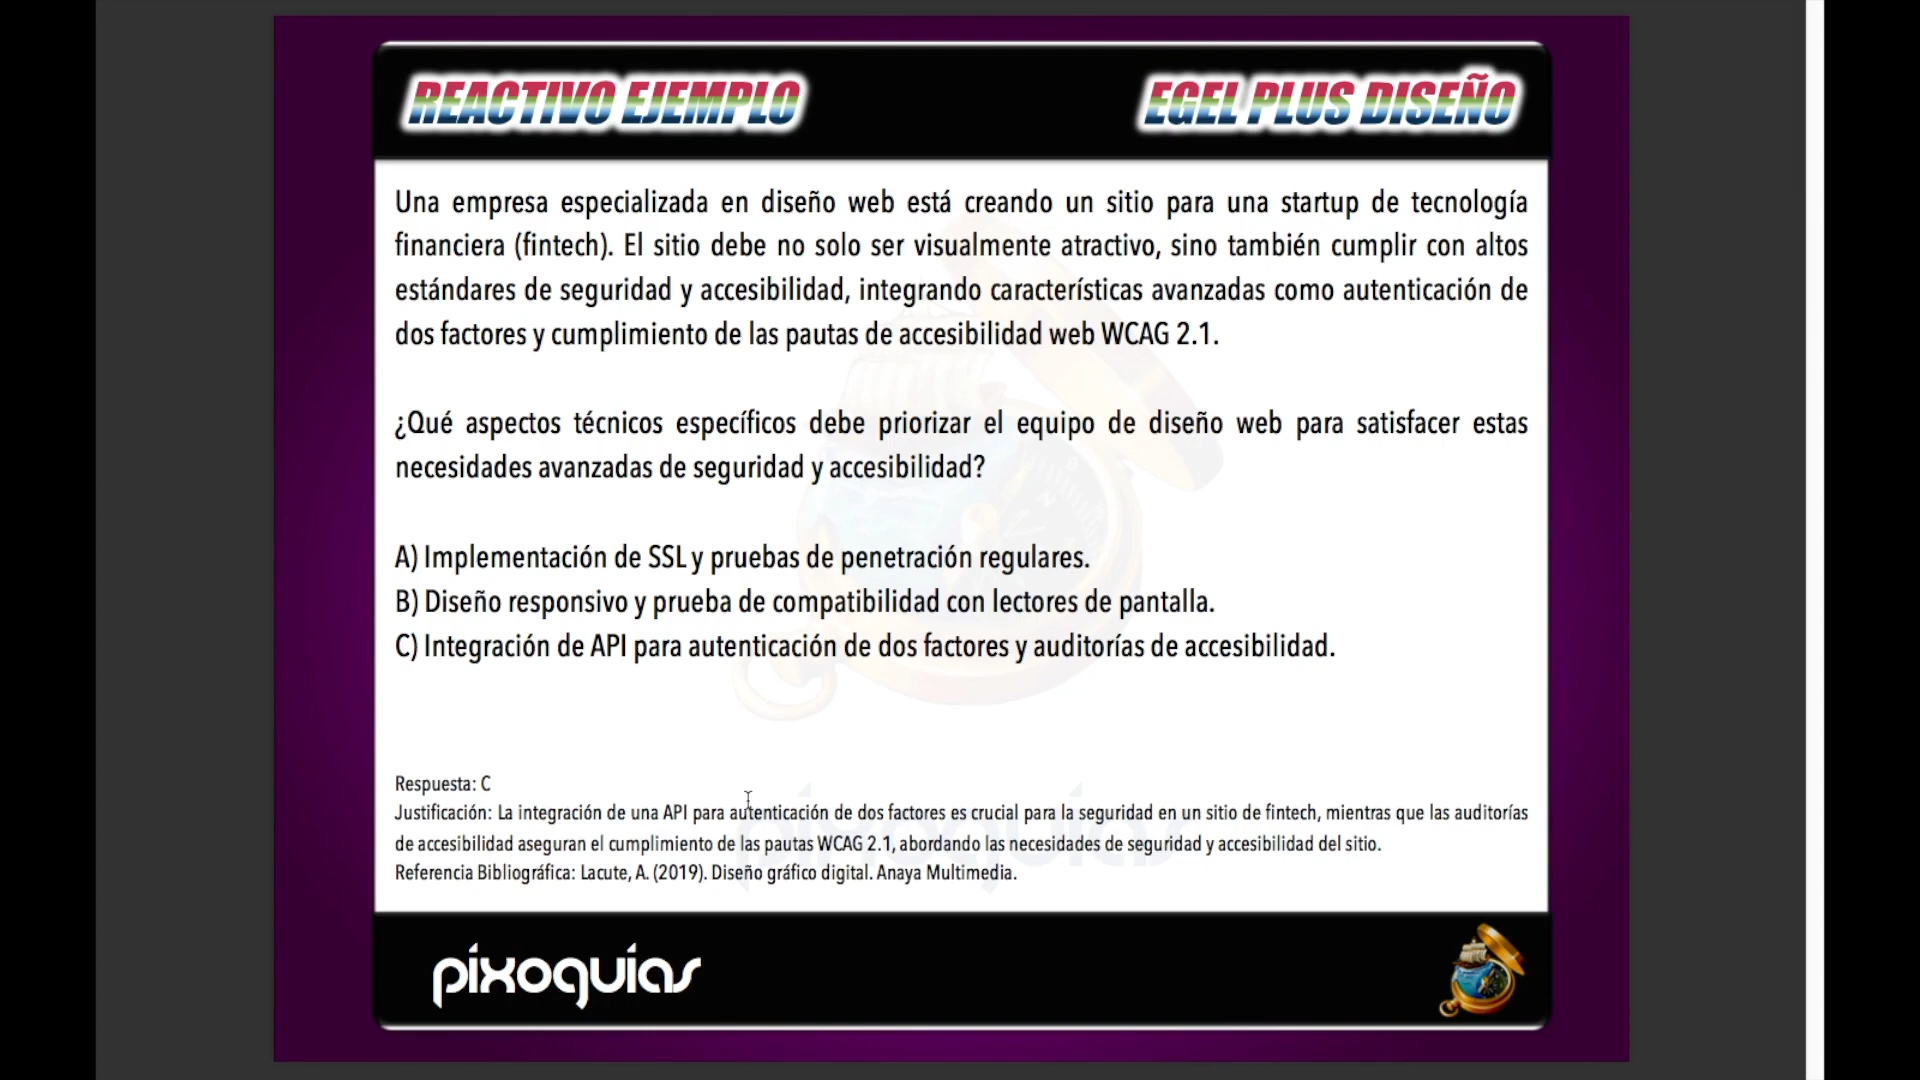 REACTIVO EJEMPLO
EGEL PLUS DISEÑO
Una empresa especializada en diseño web está creando un sitio para una startup de tecnología
financiera (fintech). El sitio debe no solo ser visualmente atractivo, sino también cumplir con altos
estándares de seguridad y accesibilidad, integrando características avanzadas como autenticación de
dos factores y cumplimiento de las pautas de accesibilidad web WCAG 2.1.
¿Qué aspectos técnicos específicos debe priorizar el equipo de diseño web para satisfacer estas
necesidades avanzadas de seguridad y accesibilidad?
A) Implementación de SSL y pruebas de penetración regulares.
B) Diseño responsivo y prueba de compatibilidad con lectores de pantalla.
C) Integración de API para autenticación de dos factores y auditorías de accesibilidad.
Respuesta: C
Justificación: La integración de una API para autenticación de dos factores es crucial para la seguridad en un sitio de fintech, mientras que las auditorías
de accesibilidad aseguran el cumplimiento de las pautas WCAG 2.1, abordando las necesidades de seguridad y accesibilidad del sitio.
Referencia Bibliográfica: Lacute, A. (2019). Diseño gráfico digital. Anaya Multimedia.
pixoguias
pixoguias